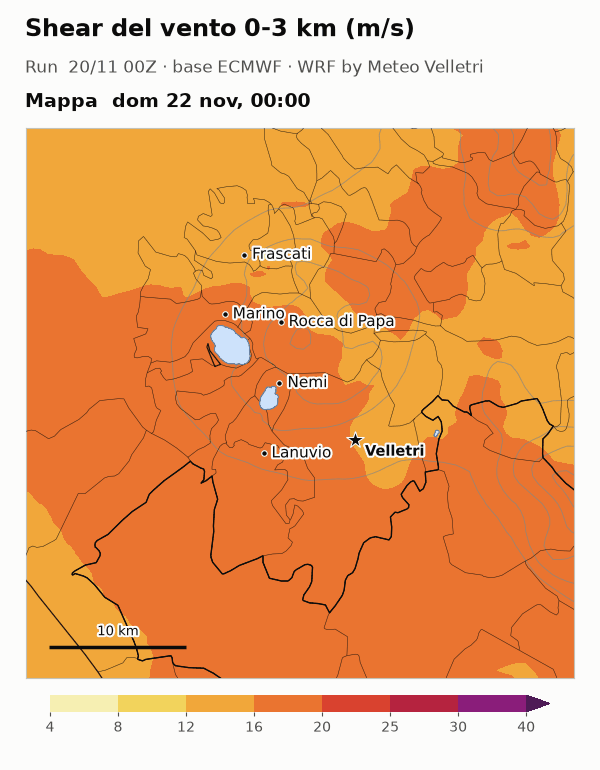 Shear del vento 0-3 km (m/s)
Run 20/11 00Z · base ECMWF · WRF by Meteo Velletri
Mappa dom 22 nov, 00:00
Frascati
Marino
Rocca di Papa
Nemi
Velletri
Lanuvio
10 km
4 8 12 16 20 25 30 40